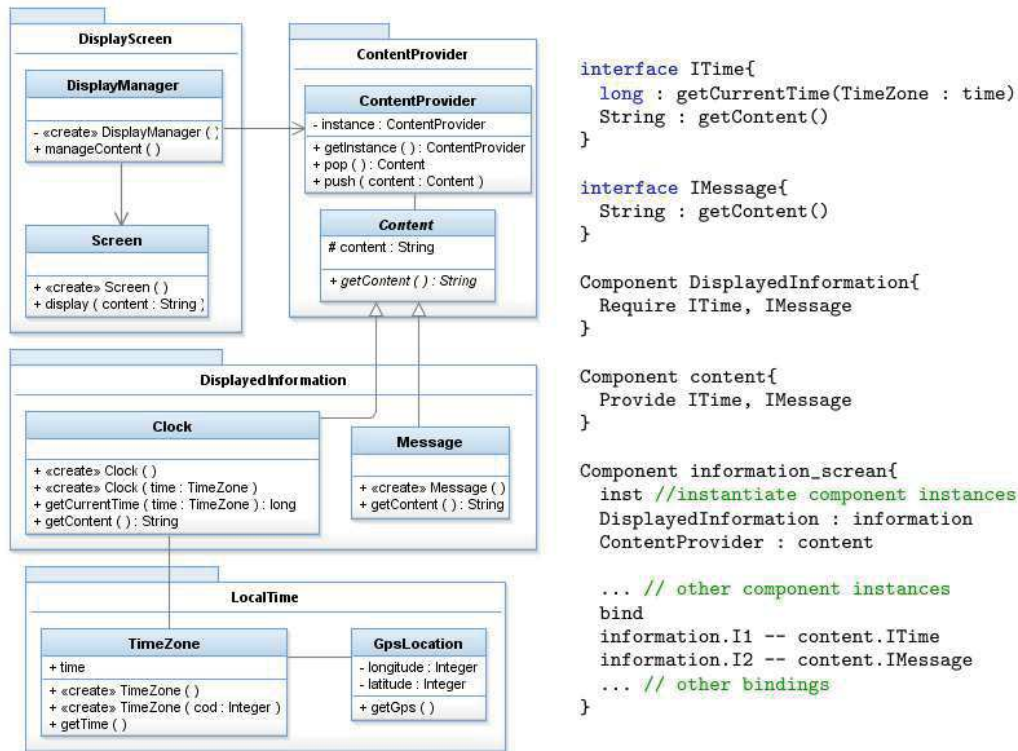 DisplayScreen
DisplayManager
- «create» DisplayManager ( )
+ manageContent ( )
Screen
+ «create» Screen ( )
+ display ( content : String )
ContentProvider
ContentProvider
- instance : ContentProvider
+ getInstance ( ) : ContentProvider
+ pop ( ) : Content
+ push ( content : Content )
Content
# content : String
+ getContent ( ) : String
DisplayedInformation
Clock
+ «create» Clock ( )
+ «create» Clock ( time : TimeZone )
+ getCurrentTime ( time : TimeZone ) : long
+ getContent ( ) : String
Message
+ «create» Message ( )
+ getContent ( ) : String
LocalTime
TimeZone
+ time
+ «create» TimeZone ( )
+ «create» TimeZone ( cod : Integer )
+ getTime ( )
GpsLocation
- longitude : Integer
- latitude : Integer
+ getGps ( )
interface ITime{
long : getCurrentTime(TimeZone : time)
String : getContent()
}
interface IMessage{
String : getContent()
}
Component DisplayedInformation{
Require ITime, IMessage
}
Component content{
Provide ITime, IMessage
}
Component information_screan{
inst //instantiate component instances
DisplayedInformation : information
ContentProvider : content
... // other component instances
bind
information.I1 -- content.ITime
information.I2 -- content.IMessage
... // other bindings
}